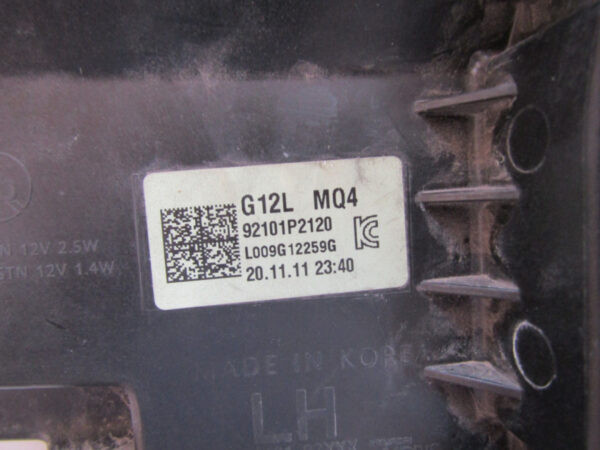 G12L MQ4
92101P2120
L009G12259G
20.11.11 23:40
12V 2.5W
STN 12V 1.4W
MADE IN KOREA
LH